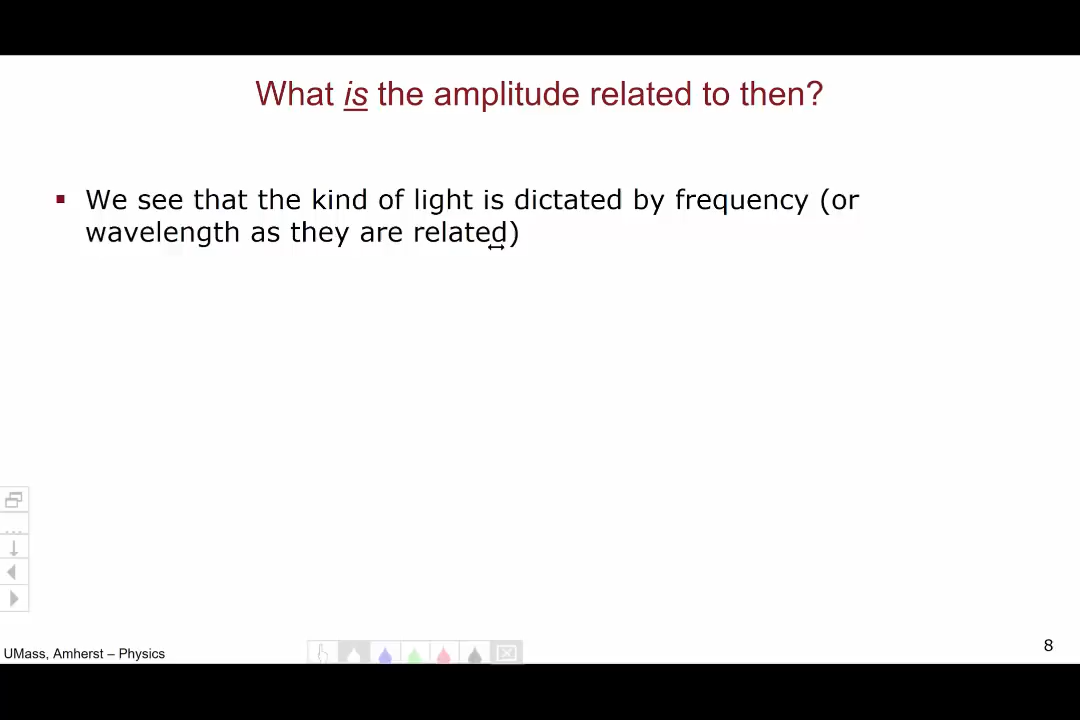 What is the amplitude related to then?
▪ We see that the kind of light is dictated by frequency (or
wavelength as they are related)
UMass, Amherst – Physics
8